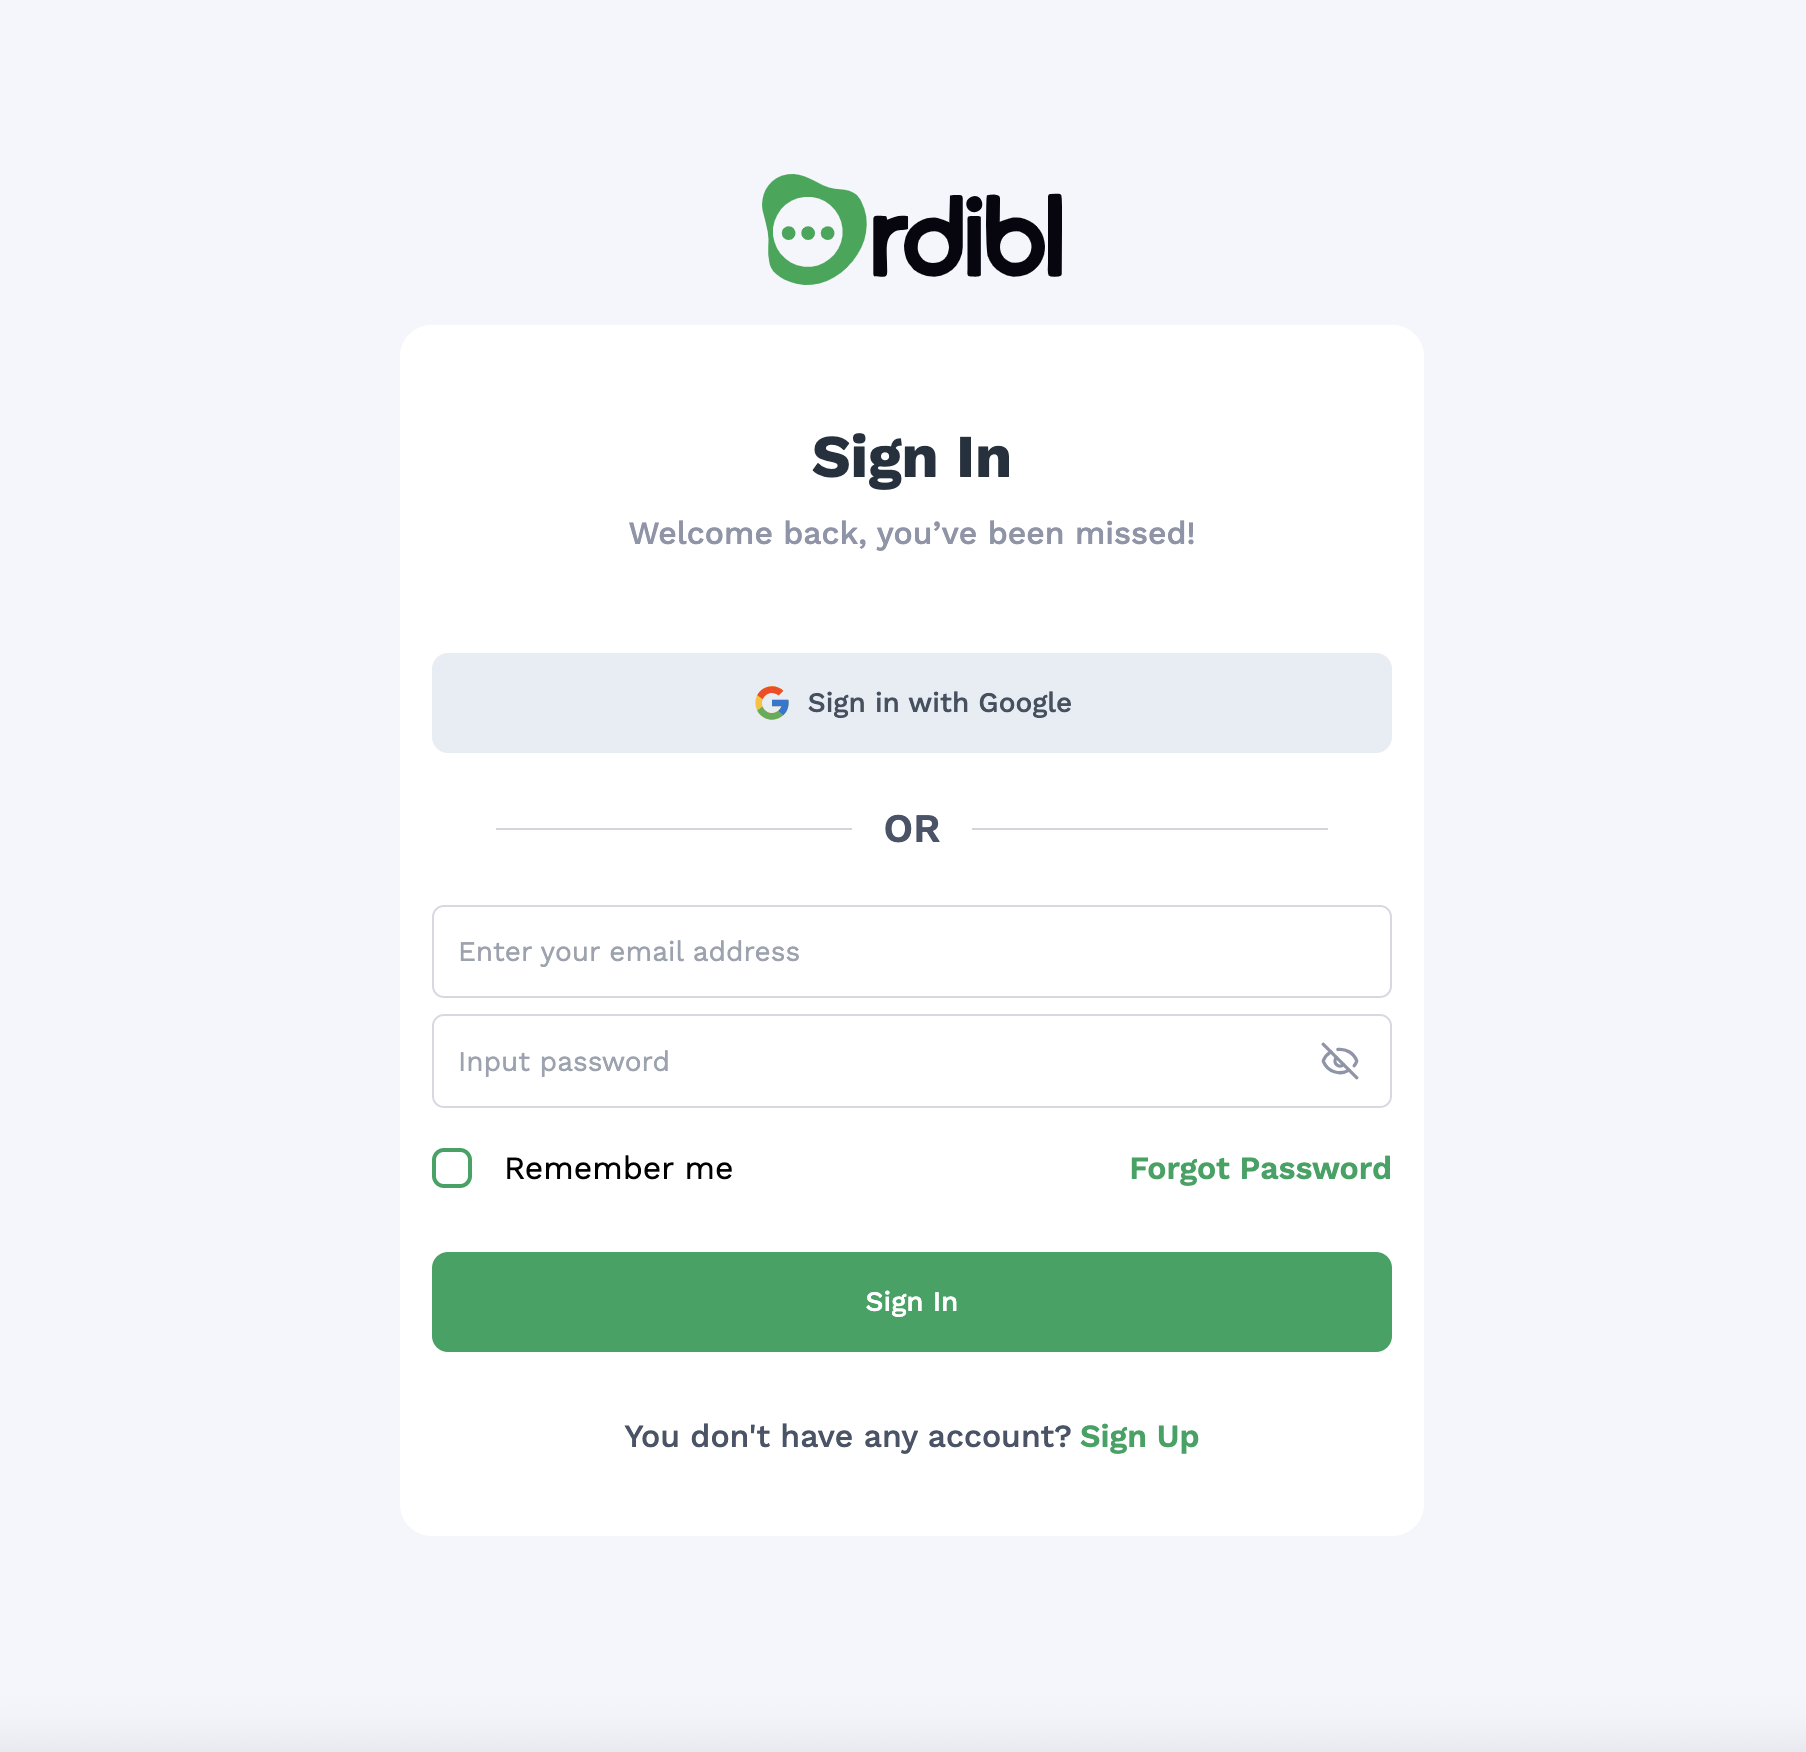 Ordibl
Sign In
Welcome back, you’ve been missed!
Sign in with Google
OR
Enter your email address
Input password
Remember me
Forgot Password
Sign In
You don't have any account? Sign Up